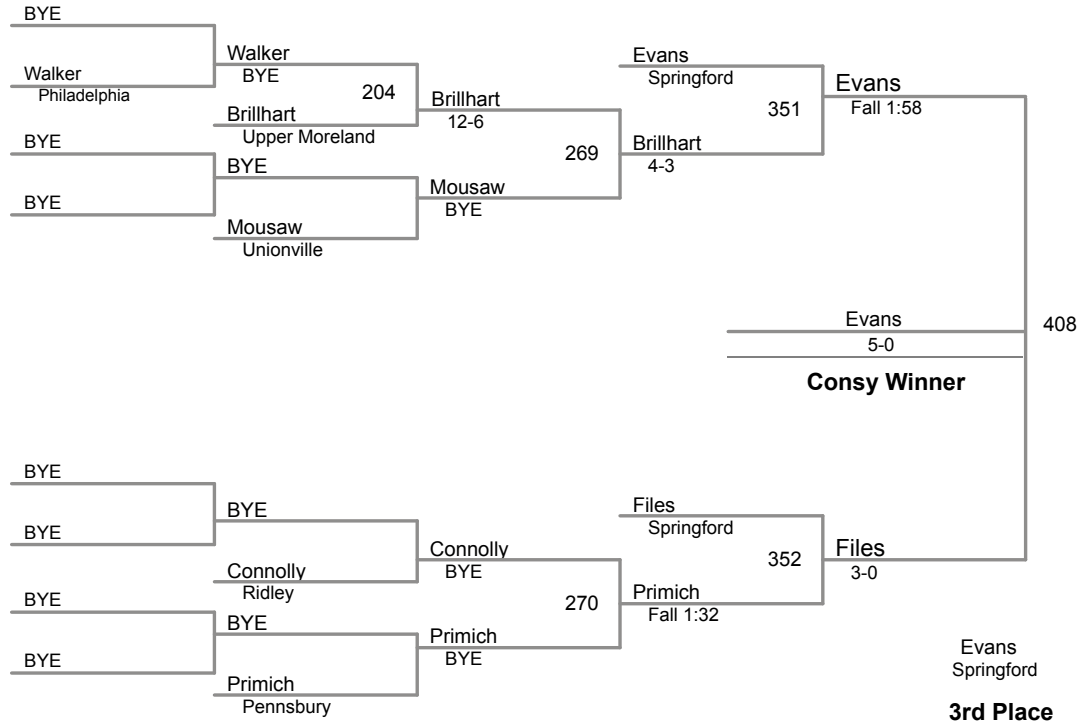 BYE
Walker
Philadelphia
BYE
BYE
Walker
BYE
204
Brillhart
Upper Moreland
BYE
Mousaw
Unionville
Brillhart
12-6
269
Mousaw
BYE
Evans
Springford
351
Brillhart
4-3
Evans
Fall 1:58
Evans
5-0
408
Consy Winner
BYE
BYE
BYE
BYE
BYE
Connolly
Ridley
BYE
Primich
Pennsbury
Connolly
BYE
270
Primich
BYE
Files
Springford
352
Primich
Fall 1:32
Files
3-0
Evans
Springford
3rd Place